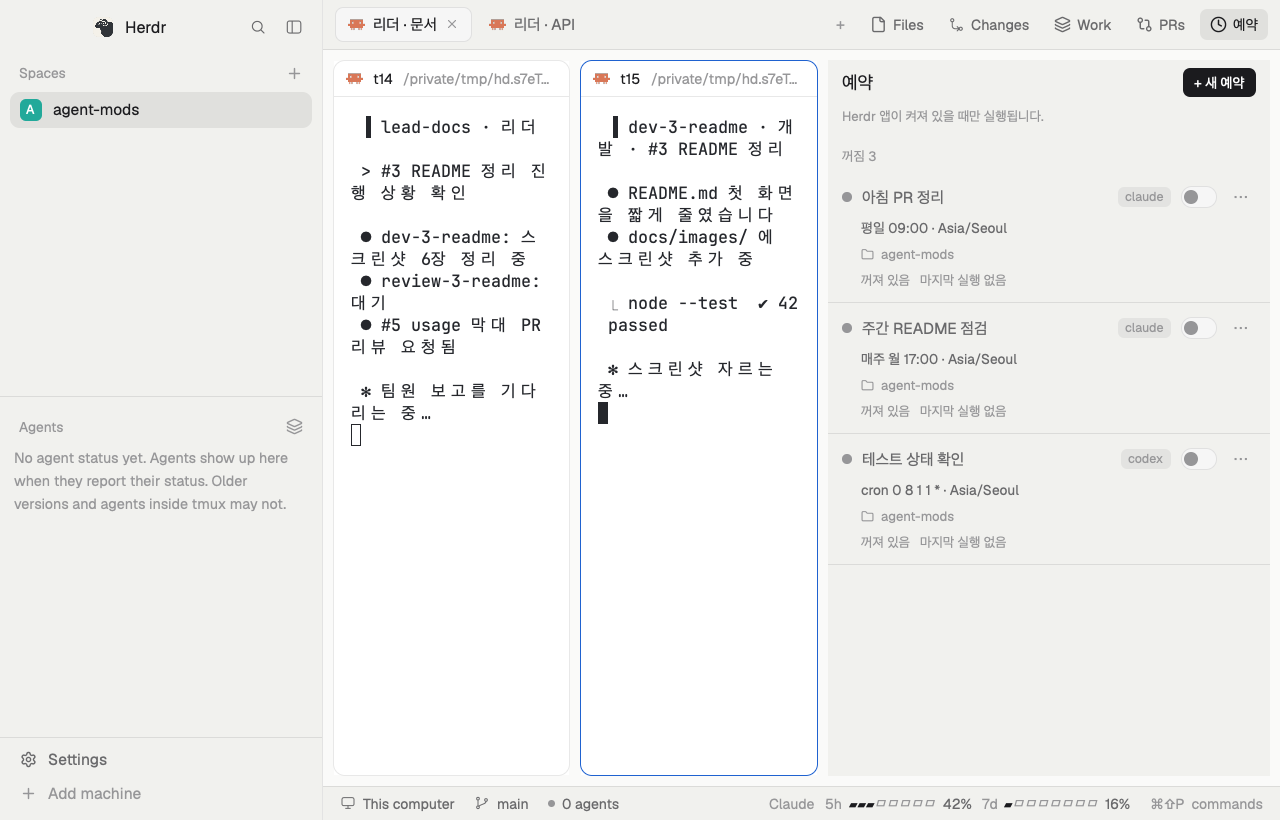 Herdr
Spaces
A agent-mods
Agents
No agent status yet. Agents show up here
when they report their status. Older
versions and agents inside tmux may not.
Settings
Add machine
리더 · 문서
리더 · API
Files
Changes
Work
PRs
예약
t14 /private/tmp/hd.s7eT...
lead-docs · 리더
> #3 README 정리 진
행 상황 확인
● dev-3-readme: 스
크린샷 6장 정리 중
● review-3-readme:
대기
● #5 usage 막대 PR
리뷰 요청됨
✻ 팀원 보고를 기다
리는 중…
t15 /private/tmp/hd.s7eT...
dev-3-readme · 개
발 · #3 README 정리
● README.md 첫 화면
을 짧게 줄였습니다
● docs/images/ 에
스크린샷 추가 중
⎿ node --test ✔ 42
passed
✻ 스크린샷 자르는
중…
예약
+ 새 예약
Herdr 앱이 켜져 있을 때만 실행됩니다.
꺼짐 3
아침 PR 정리 claude
평일 09:00 · Asia/Seoul
agent-mods
꺼져 있음 마지막 실행 없음
주간 README 점검 claude
매주 월 17:00 · Asia/Seoul
agent-mods
꺼져 있음 마지막 실행 없음
테스트 상태 확인 codex
cron 0 8 1 1 * · Asia/Seoul
agent-mods
꺼져 있음 마지막 실행 없음
This computer
main
0 agents
Claude 5h 42% 7d 16%
⌘⇧P commands